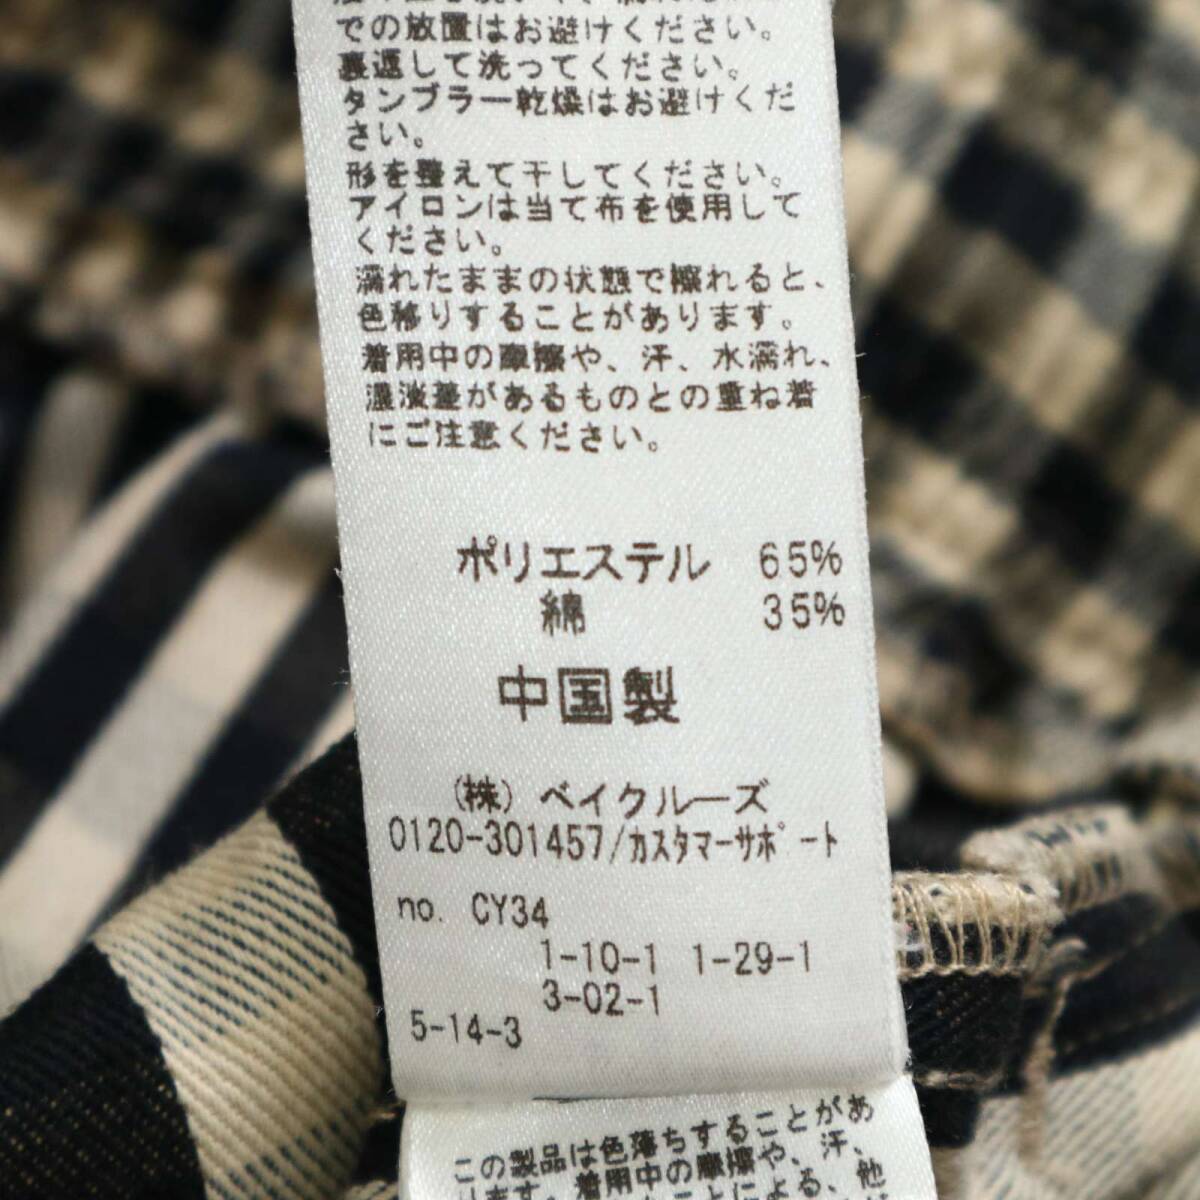 での放置はお避けください。
裏返して洗ってください。
タンブラー乾燥はお避けくだ
さい。
形を整えて干してください。
アイロンは当て布を使用して
ください。
濡れたままの状態で擦れると、
色移りすることがあります。
着用中の摩擦や、汗、水濡れ、
濃淡差があるものとの重ね着
にご注意ください。
ポリエステル 65%
綿 35%
中国製
(株) ベイクルーズ
0120-301457/カスタマーサポート
no. CY34
1-10-1 1-29-1
3-02-1
5-14-3
この製品は色落ちすることがあ
ります。着用中の摩擦や、汗、
ことによる、他